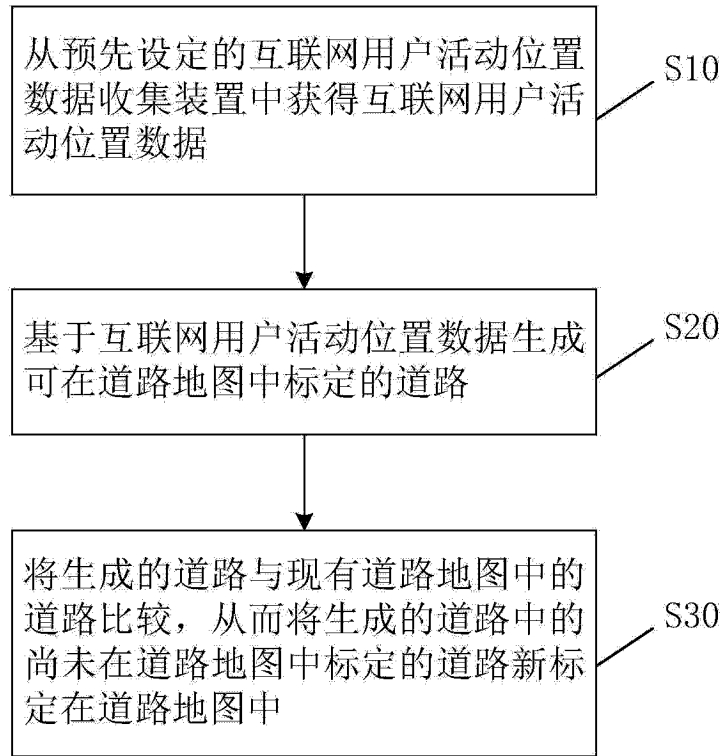 从预先设定的互联网用户活动位置
数据收集装置中获得互联网用户活
动位置数据
S10
基于互联网用户活动位置数据生成
可在道路地图中标定的道路
S20
将生成的道路与现有道路地图中的
道路比较，从而将生成的道路中的
尚未在道路地图中标定的道路新标
定在道路地图中
S30